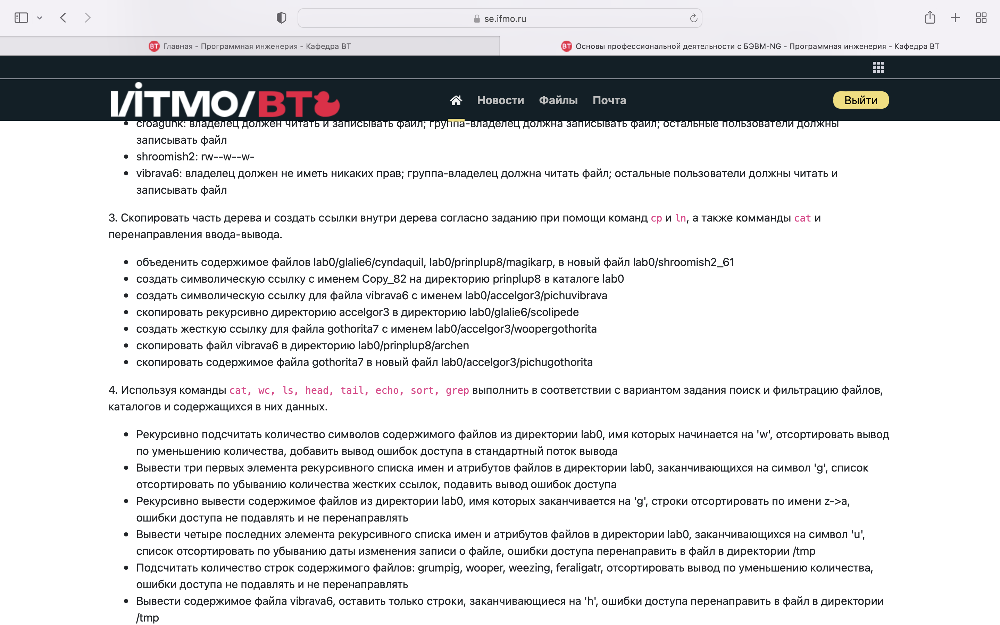 se.ifmo.ru
ВТ Главная - Программная инженерия - Кафедра ВТ
ВТ Основы профессиональной деятельности с БЭВМ-NG - Программная инженерия - Кафедра ВТ
ITMO/ВТ
Новости Файлы Почта
Выйти
croagunk: владелец должен читать и записывать файл; группа-владелец должна записывать файл; остальные пользователи должны
записывать файл
shroomish2: rw--w--w-
vibrava6: владелец должен не иметь никаких прав; группа-владелец должна читать файл; остальные пользователи должны читать и
записывать файл
3. Скопировать часть дерева и создать ссылки внутри дерева согласно заданию при помощи команд cp и ln, а также комманды cat и
перенаправления ввода-вывода.
объеденить содержимое файлов lab0/glalie6/cyndaquil, lab0/prinplup8/magikarp, в новый файл lab0/shroomish2_61
создать символическую ссылку с именем Copy_82 на директорию prinplup8 в каталоге lab0
создать символическую ссылку для файла vibrava6 с именем lab0/accelgor3/pichuvibrava
скопировать рекурсивно директорию accelgor3 в директорию lab0/glalie6/scolipede
создать жесткую ссылку для файла gothorita7 с именем lab0/accelgor3/woopergothorita
скопировать файл vibrava6 в директорию lab0/prinplup8/archen
скопировать содержимое файла gothorita7 в новый файл lab0/accelgor3/pichugothorita
4. Используя команды cat, wc, ls, head, tail, echo, sort, grep выполнить в соответствии с вариантом задания поиск и фильтрацию файлов,
каталогов и содержащихся в них данных.
Рекурсивно подсчитать количество символов содержимого файлов из директории lab0, имя которых начинается на 'w', отсортировать вывод
по уменьшению количества, добавить вывод ошибок доступа в стандартный поток вывода
Вывести три первых элемента рекурсивного списка имен и атрибутов файлов в директории lab0, заканчивающихся на символ 'g', список
отсортировать по убыванию количества жестких ссылок, подавить вывод ошибок доступа
Рекурсивно вывести содержимое файлов из директории lab0, имя которых заканчивается на 'g', строки отсортировать по имени z->a,
ошибки доступа не подавлять и не перенаправлять
Вывести четыре последних элемента рекурсивного списка имен и атрибутов файлов в директории lab0, заканчивающихся на символ 'u',
список отсортировать по убыванию даты изменения записи о файле, ошибки доступа перенаправить в файл в директории /tmp
Подсчитать количество строк содержимого файлов: grumpig, wooper, weezing, feraligatr, отсортировать вывод по уменьшению количества,
ошибки доступа не подавлять и не перенаправлять
Вывести содержимое файла vibrava6, оставить только строки, заканчивающиеся на 'h', ошибки доступа перенаправить в файл в директории
/tmp